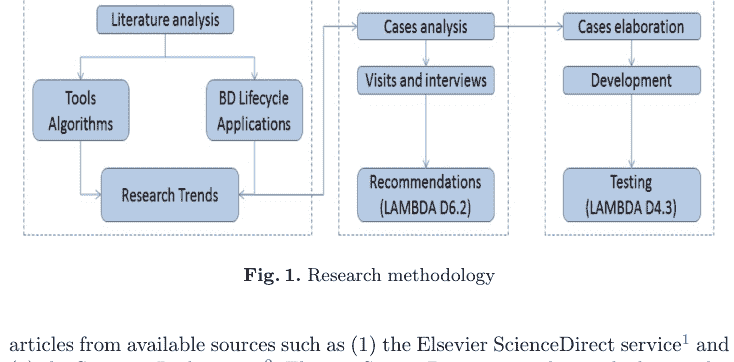 Literature analysis
Tools
Algorithms
BD Lifecycle
Applications
Research Trends
Cases analysis
Visits and interviews
Recommendations
(LAMBDA D6.2)
Cases elaboration
Development
Testing
(LAMBDA D4.3)
Fig. 1. Research methodology
articles from available sources such as (1) the Elsevier ScienceDirect service1 and